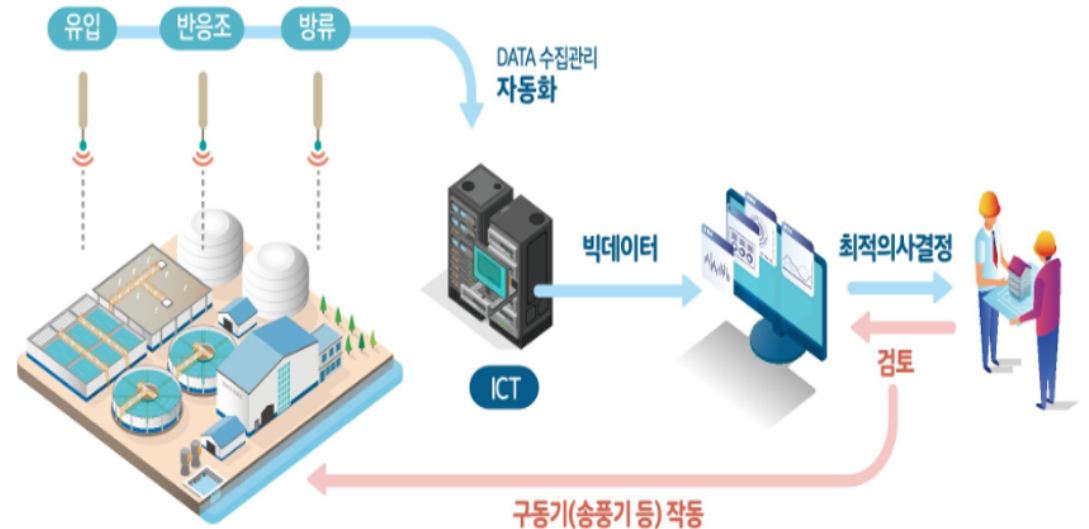 유입
반응조
방류
DATA 수집관리
자동화
빅데이터
최적의사결정
검토
ICT
구동기(송풍기 등) 작동